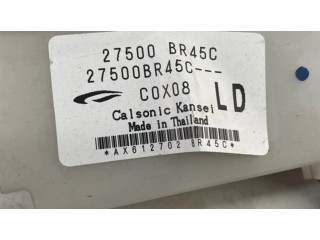 27500 BR45C
27500BR45C---
C0X08 LD
Calsonic Kansei
Made in Thailand
*AX612702 BR45C*